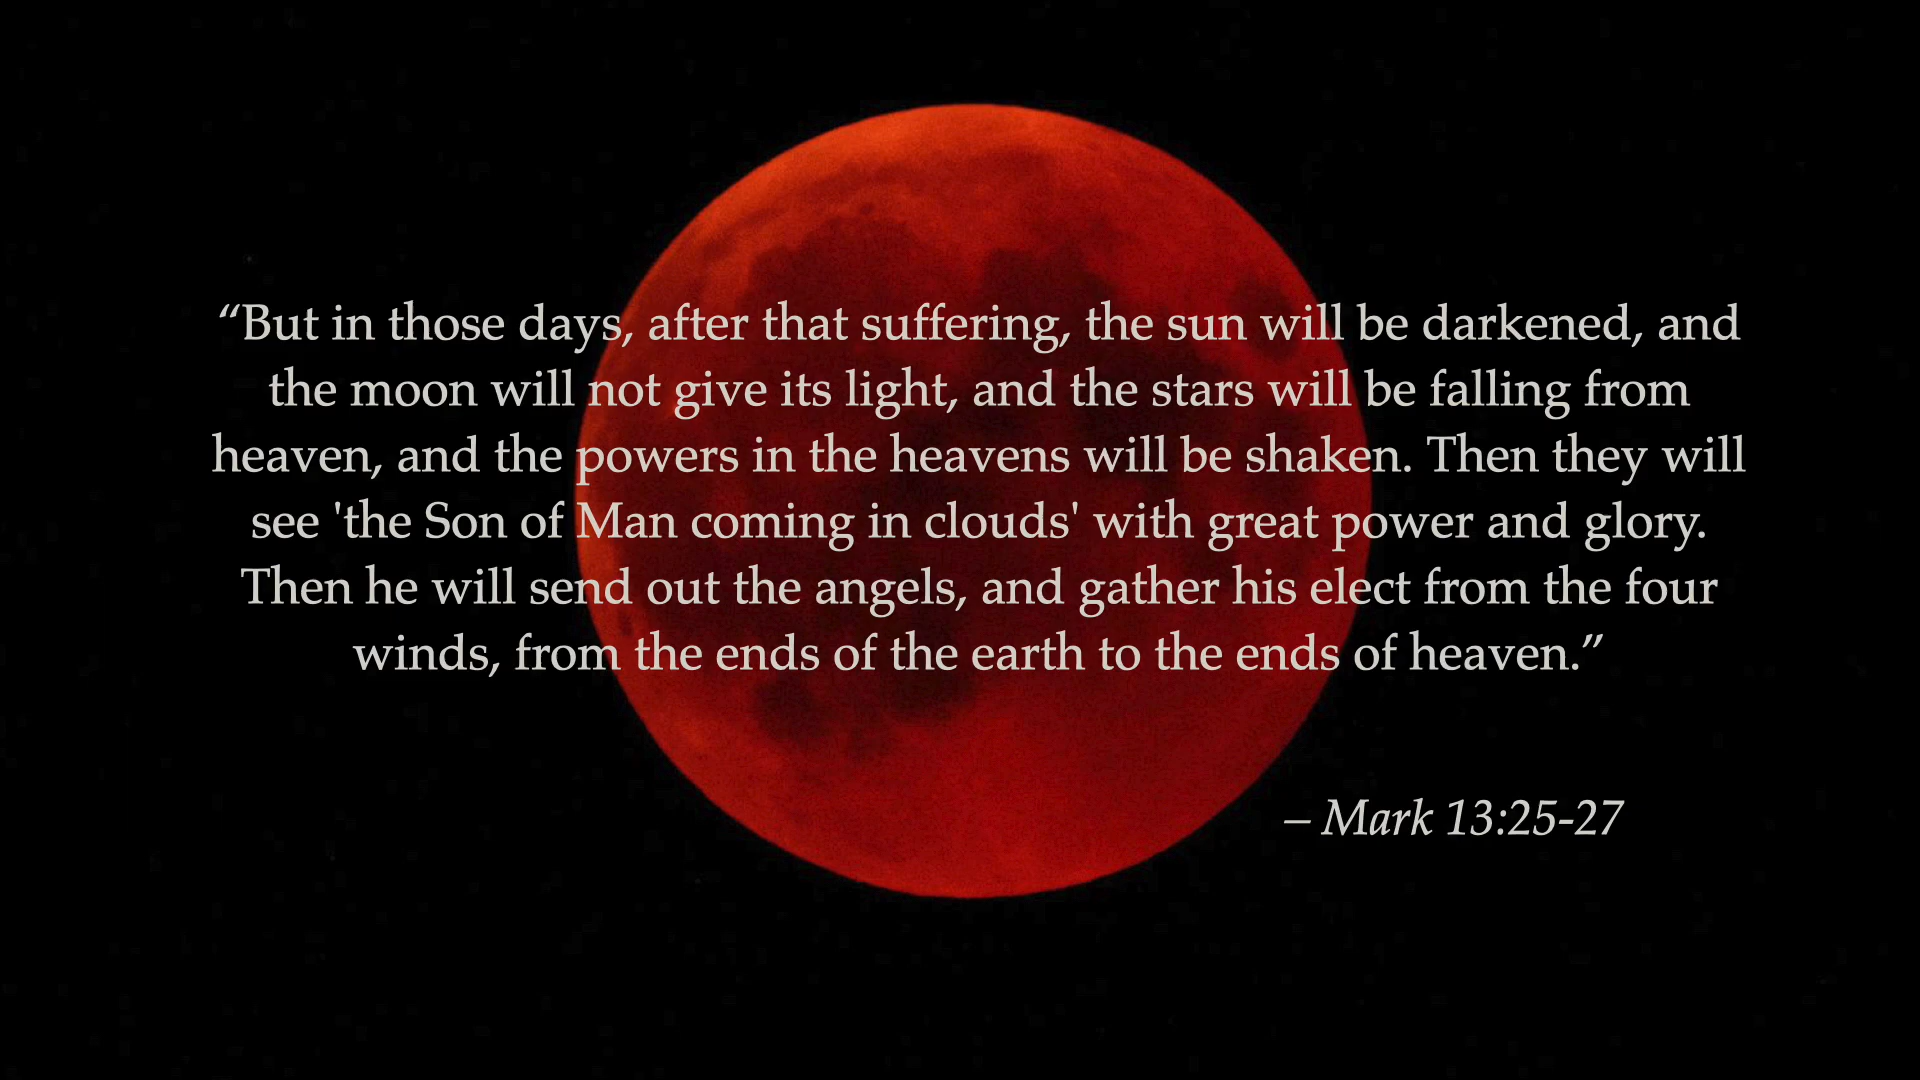 “But in those days, after that suffering, the sun will be darkened, and
the moon will not give its light, and the stars will be falling from
heaven, and the powers in the heavens will be shaken. Then they will
see 'the Son of Man coming in clouds' with great power and glory.
Then he will send out the angels, and gather his elect from the four
winds, from the ends of the earth to the ends of heaven.”
– Mark 13:25-27